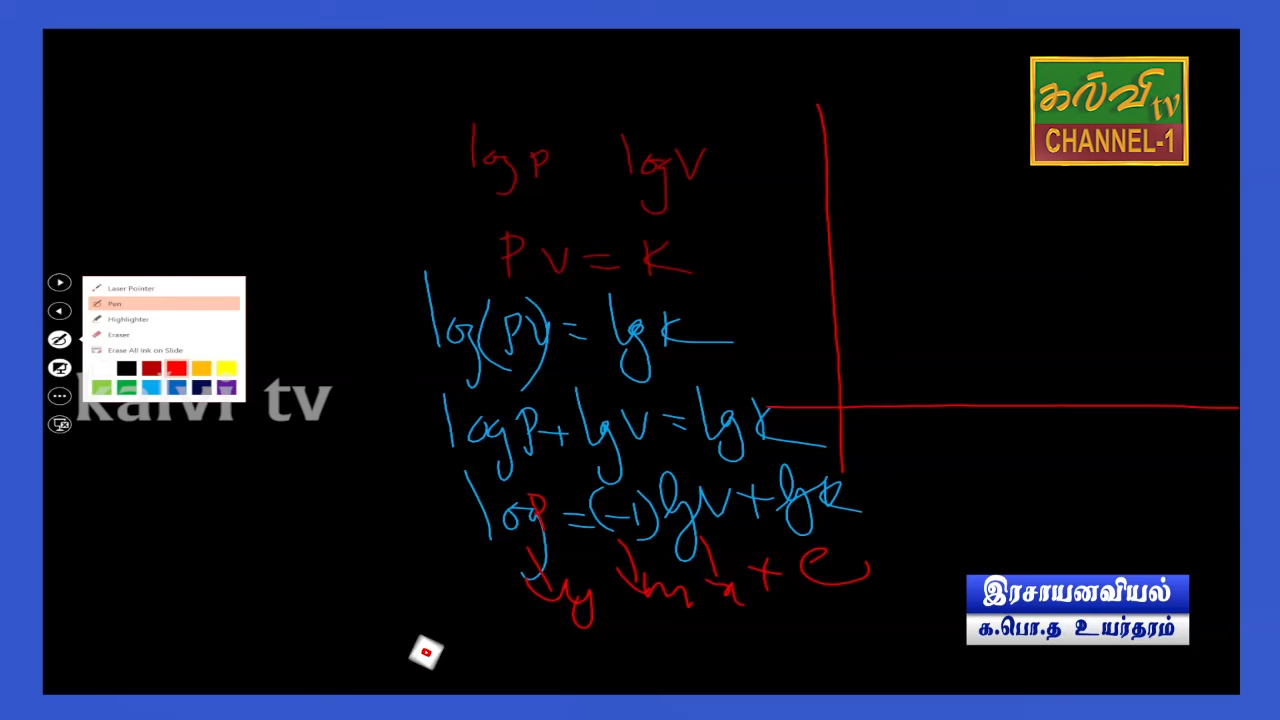 கல்வி tv
CHANNEL-1
log P log V
PV = K
log(PV) = log K
log P + log V = log K
log P = (-1) log V + log K
y m x + c
Laser Pointer
Pen
Highlighter
Eraser
Erase All Ink on Slide
kalvi tv
இரசாயனவியல்
க.பொ.த உயர்தரம்